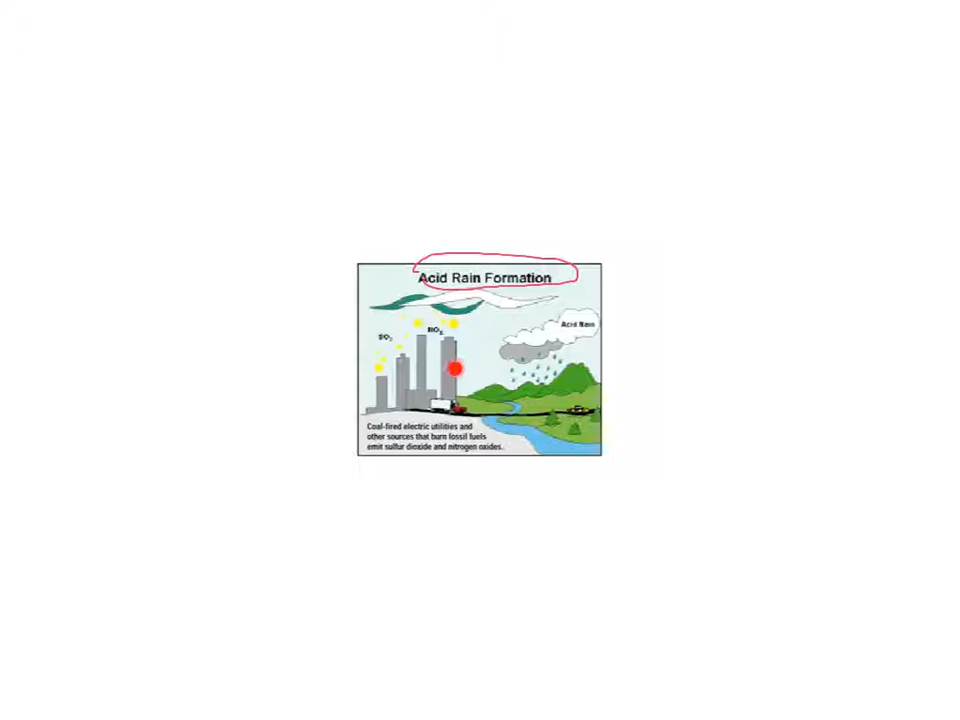 Acid Rain Formation
SO2
NOx
Acid Rain
Coal-fired electric utilities and
other sources that burn fossil fuels
emit sulfur dioxide and nitrogen oxides.